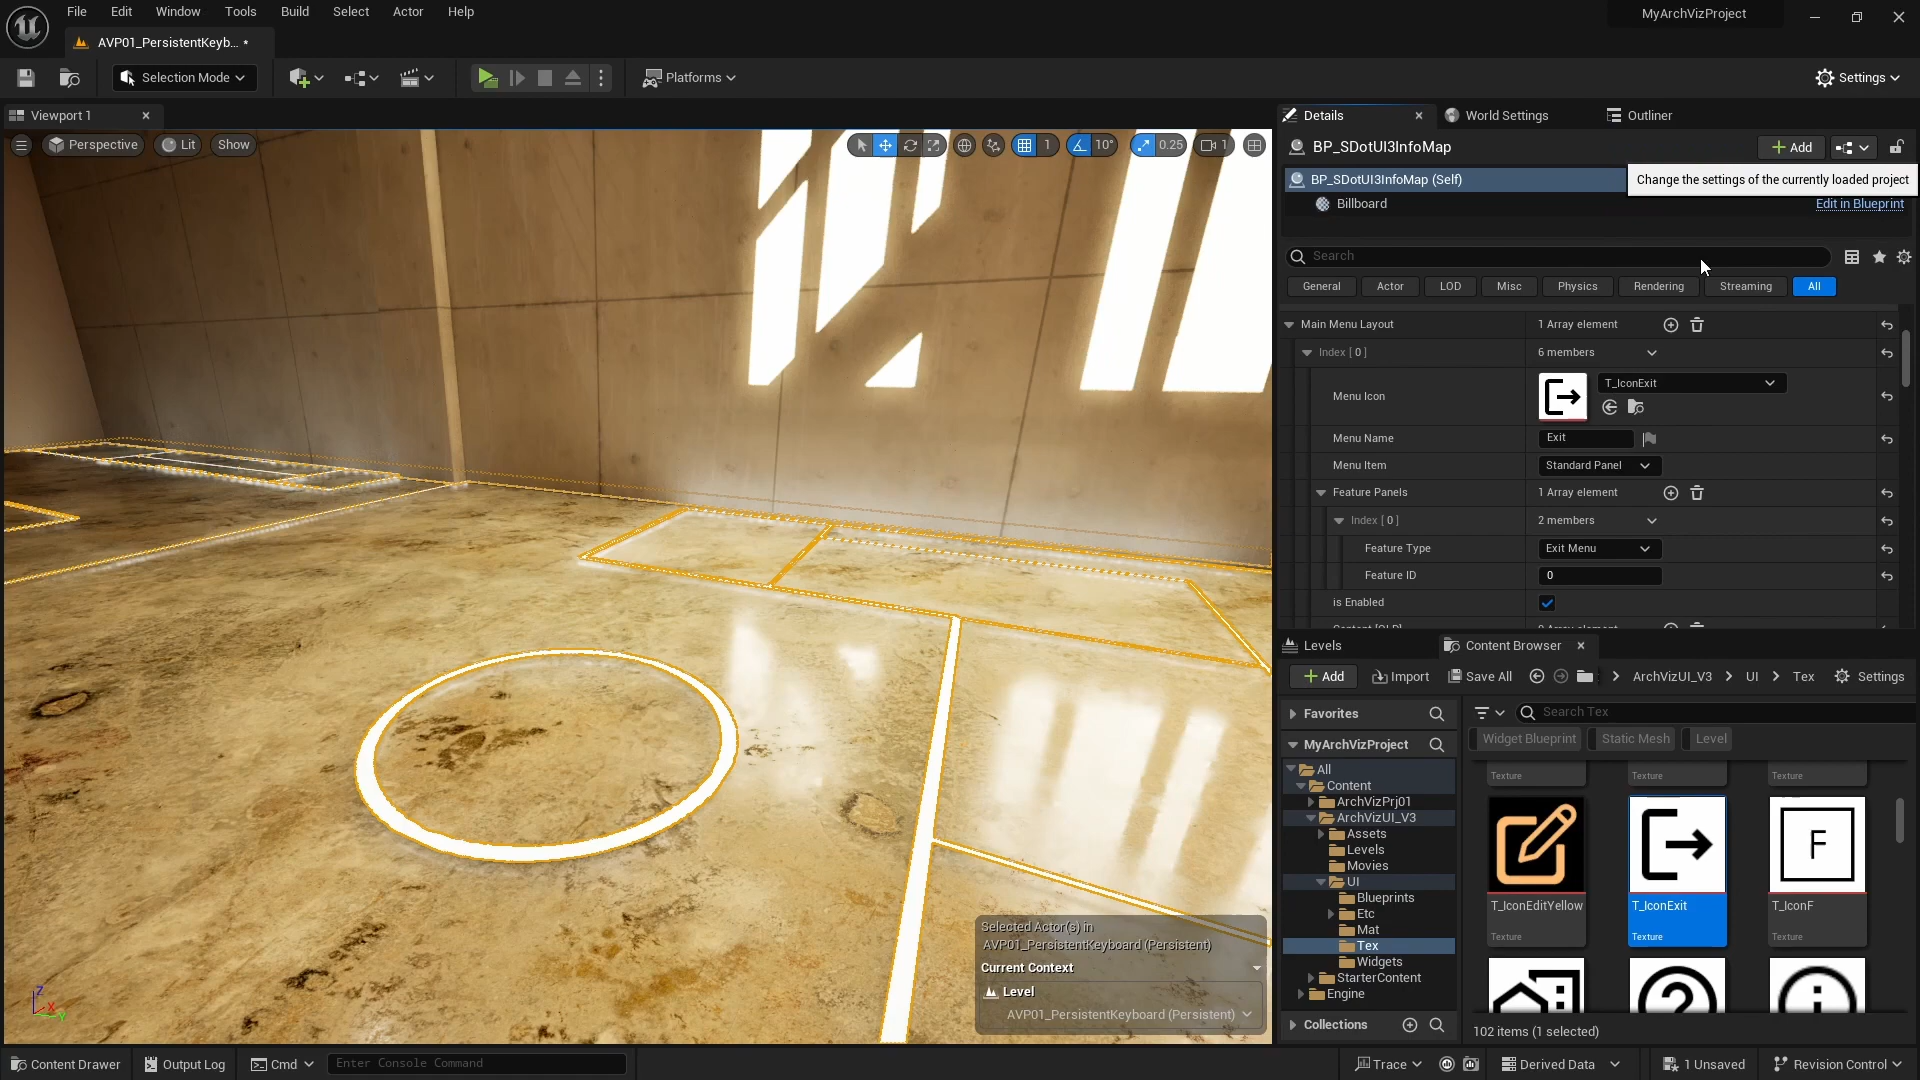 File Edit Window Tools Build Select Actor Help
MyArchVizProject
AVP01_PersistentKeyb... •
Selection Mode
Platforms
Settings
Viewport 1
Perspective Lit Show
1 10° 0.25 1
Details World Settings Outliner
BP_SDotUI3InfoMap
Add
BP_SDotUI3InfoMap (Self)
Change the settings of the currently loaded project
Billboard
Edit in Blueprint
Search
General Actor LOD Misc Physics Rendering Streaming All
Main Menu Layout 1 Array element
Index [ 0 ] 6 members
Menu Icon T_IconExit
Menu Name Exit
Menu Item Standard Panel
Feature Panels 1 Array element
Index [ 0 ] 2 members
Feature Type Exit Menu
Feature ID 0
is Enabled
Levels Content Browser
Add Import Save All ArchVizUI_V3 UI Tex Settings
Favorites
Search Tex
MyArchVizProject
Widget Blueprint Static Mesh Level
All
Content
ArchVizPrj01
ArchVizUI_V3
Assets
Levels
Movies
UI
Blueprints
Etc
Mat
Tex
Widgets
StarterContent
Engine
Collections
Texture Texture Texture
T_IconEditYellow T_IconExit F T_IconF
Texture Texture Texture
102 items (1 selected)
Selected Actor(s) in
AVP01_PersistentKeyboard (Persistent)
Current Context
Level
AVP01_PersistentKeyboard (Persistent)
Z X Y
Content Drawer Output Log Cmd Enter Console Command
Trace Derived Data 1 Unsaved Revision Control